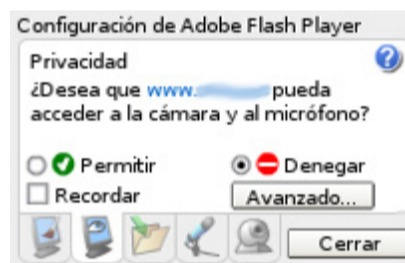 Configuración de Adobe Flash Player
Privacidad
¿Desea que www. pueda
acceder a la cámara y al micrófono?
Permitir Denegar
Recordar Avanzado...
Cerrar